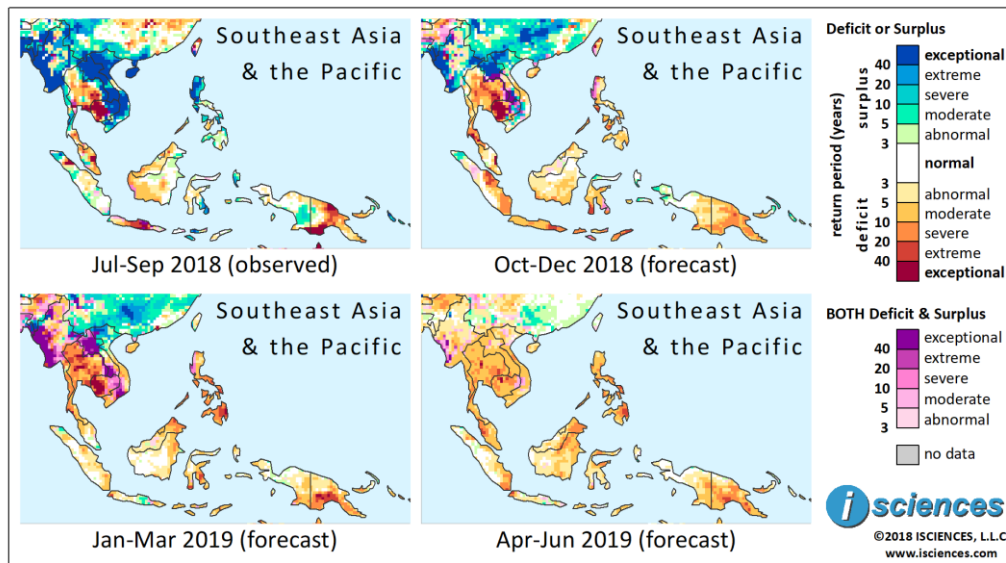 Southeast Asia
& the Pacific
Jul-Sep 2018 (observed)
Southeast Asia
& the Pacific
Oct-Dec 2018 (forecast)
Southeast Asia
& the Pacific
Jan-Mar 2019 (forecast)
Southeast Asia
& the Pacific
Apr-Jun 2019 (forecast)
Deficit or Surplus
return period (years)
surplus
deficit
exceptional
40
extreme
20
severe
10
moderate
5
abnormal
3
normal
3
abnormal
5
moderate
10
severe
20
extreme
40
exceptional
BOTH Deficit & Surplus
exceptional
40
extreme
20
severe
10
moderate
5
abnormal
3
no data
i sciences
©2018 ISCIENCES, L.L.C
www.isciences.com